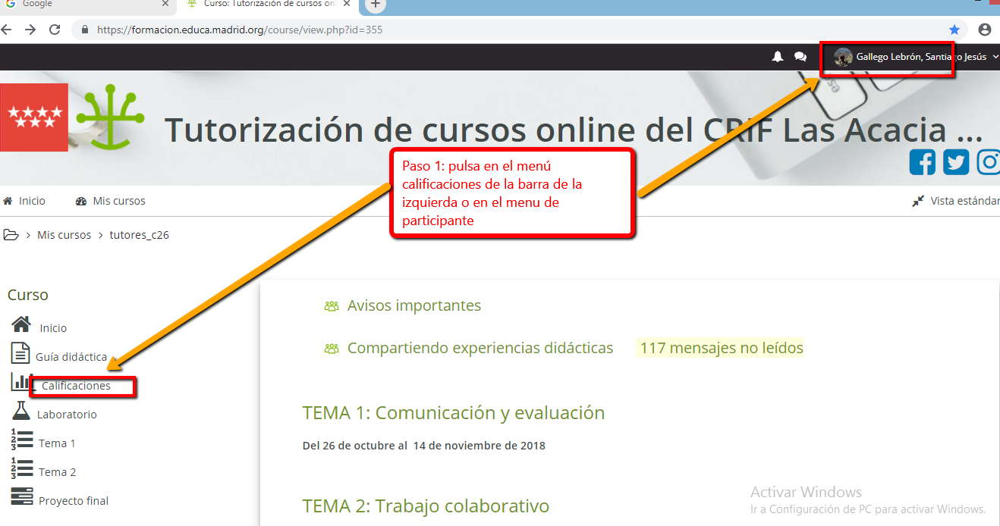 Google
Curso: Tutorización de cursos onl
https://formacion.educa.madrid.org/course/view.php?id=355
Gallego Lebrón, Santiago Jesús
Tutorización de cursos online del CRIF Las Acacia ...
Paso 1: pulsa en el menú
calificaciones de la barra de la
izquierda o en el menu de
participante
Inicio
Mis cursos
Vista estándar
Mis cursos
tutores_c26
Curso
Inicio
Guía didáctica
Calificaciones
Laboratorio
Tema 1
Tema 2
Proyecto final
Avisos importantes
Compartiendo experiencias didácticas 117 mensajes no leídos
TEMA 1: Comunicación y evaluación
Del 26 de octubre al 14 de noviembre de 2018
TEMA 2: Trabajo colaborativo
Activar Windows
Ir a Configuración de PC para activar Windows.